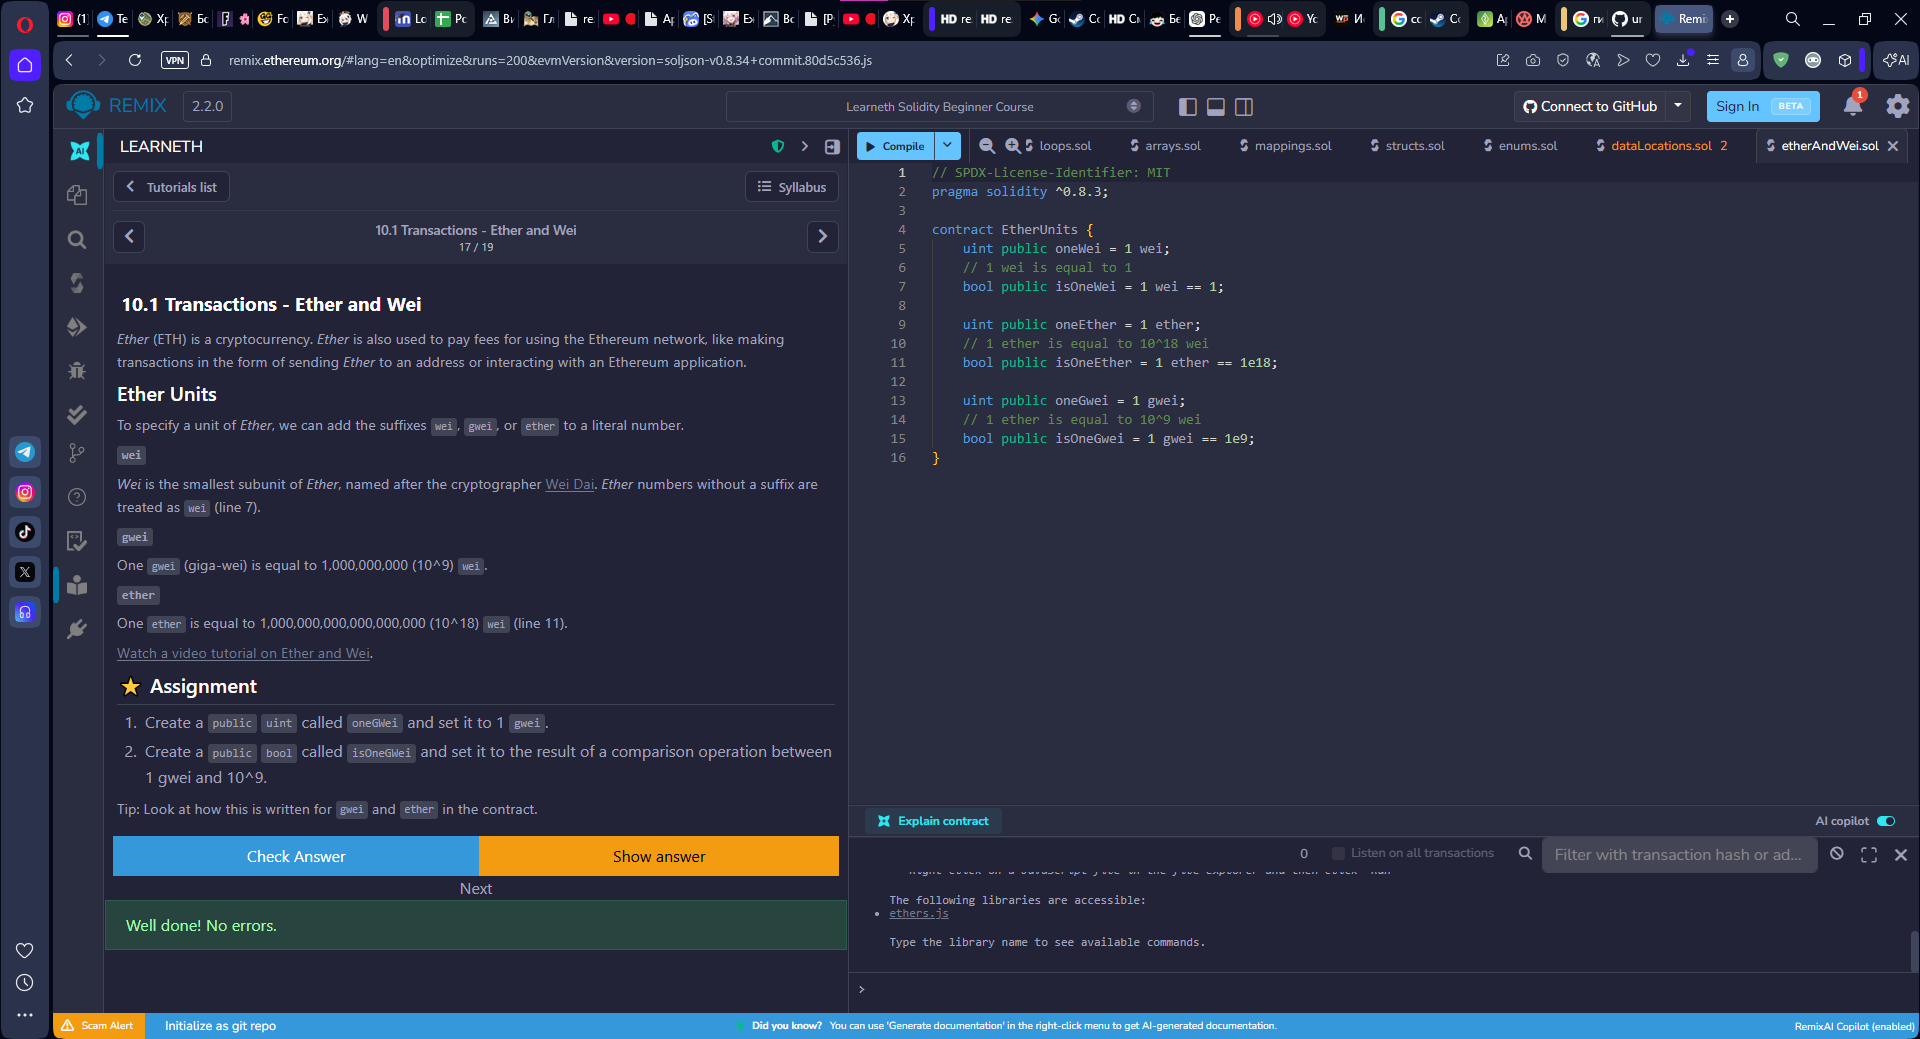 VPN
remix.ethereum.org/#lang=en&optimize&runs=200&evmVersion&version=soljson-v0.8.34+commit.80d5c536.js
AI
REMIX
2.2.0
Learneth Solidity Beginner Course
Connect to GitHub
Sign In BETA
1
LEARNETH
Tutorials list
Syllabus
10.1 Transactions - Ether and Wei
17 / 19
10.1 Transactions - Ether and Wei
Ether (ETH) is a cryptocurrency. Ether is also used to pay fees for using the Ethereum network, like making
transactions in the form of sending Ether to an address or interacting with an Ethereum application.
Ether Units
To specify a unit of Ether, we can add the suffixes wei, gwei, or ether to a literal number.
wei
Wei is the smallest subunit of Ether, named after the cryptographer Wei Dai. Ether numbers without a suffix are
treated as wei (line 7).
gwei
One gwei (giga-wei) is equal to 1,000,000,000 (10^9) wei.
ether
One ether is equal to 1,000,000,000,000,000,000 (10^18) wei (line 11).
Watch a video tutorial on Ether and Wei.
Assignment
1. Create a public uint called oneGWei and set it to 1 gwei.
2. Create a public bool called isOneGWei and set it to the result of a comparison operation between
1 gwei and 10^9.
Tip: Look at how this is written for gwei and ether in the contract.
Check Answer
Show answer
Next
Well done! No errors.
Compile
loops.sol
arrays.sol
mappings.sol
structs.sol
enums.sol
dataLocations.sol 2
etherAndWei.sol
1 // SPDX-License-Identifier: MIT
2 pragma solidity ^0.8.3;
3
4 contract EtherUnits {
5 uint public oneWei = 1 wei;
6 // 1 wei is equal to 1
7 bool public isOneWei = 1 wei == 1;
8
9 uint public oneEther = 1 ether;
10 // 1 ether is equal to 10^18 wei
11 bool public isOneEther = 1 ether == 1e18;
12
13 uint public oneGwei = 1 gwei;
14 // 1 ether is equal to 10^9 wei
15 bool public isOneGwei = 1 gwei == 1e9;
16 }
Explain contract
AI copilot
0
Listen on all transactions
Filter with transaction hash or ad...
The following libraries are accessible:
ethers.js
Type the library name to see available commands.
>
Scam Alert
Initialize as git repo
Did you know? You can use 'Generate documentation' in the right-click menu to get AI-generated documentation.
RemixAI Copilot (enabled)